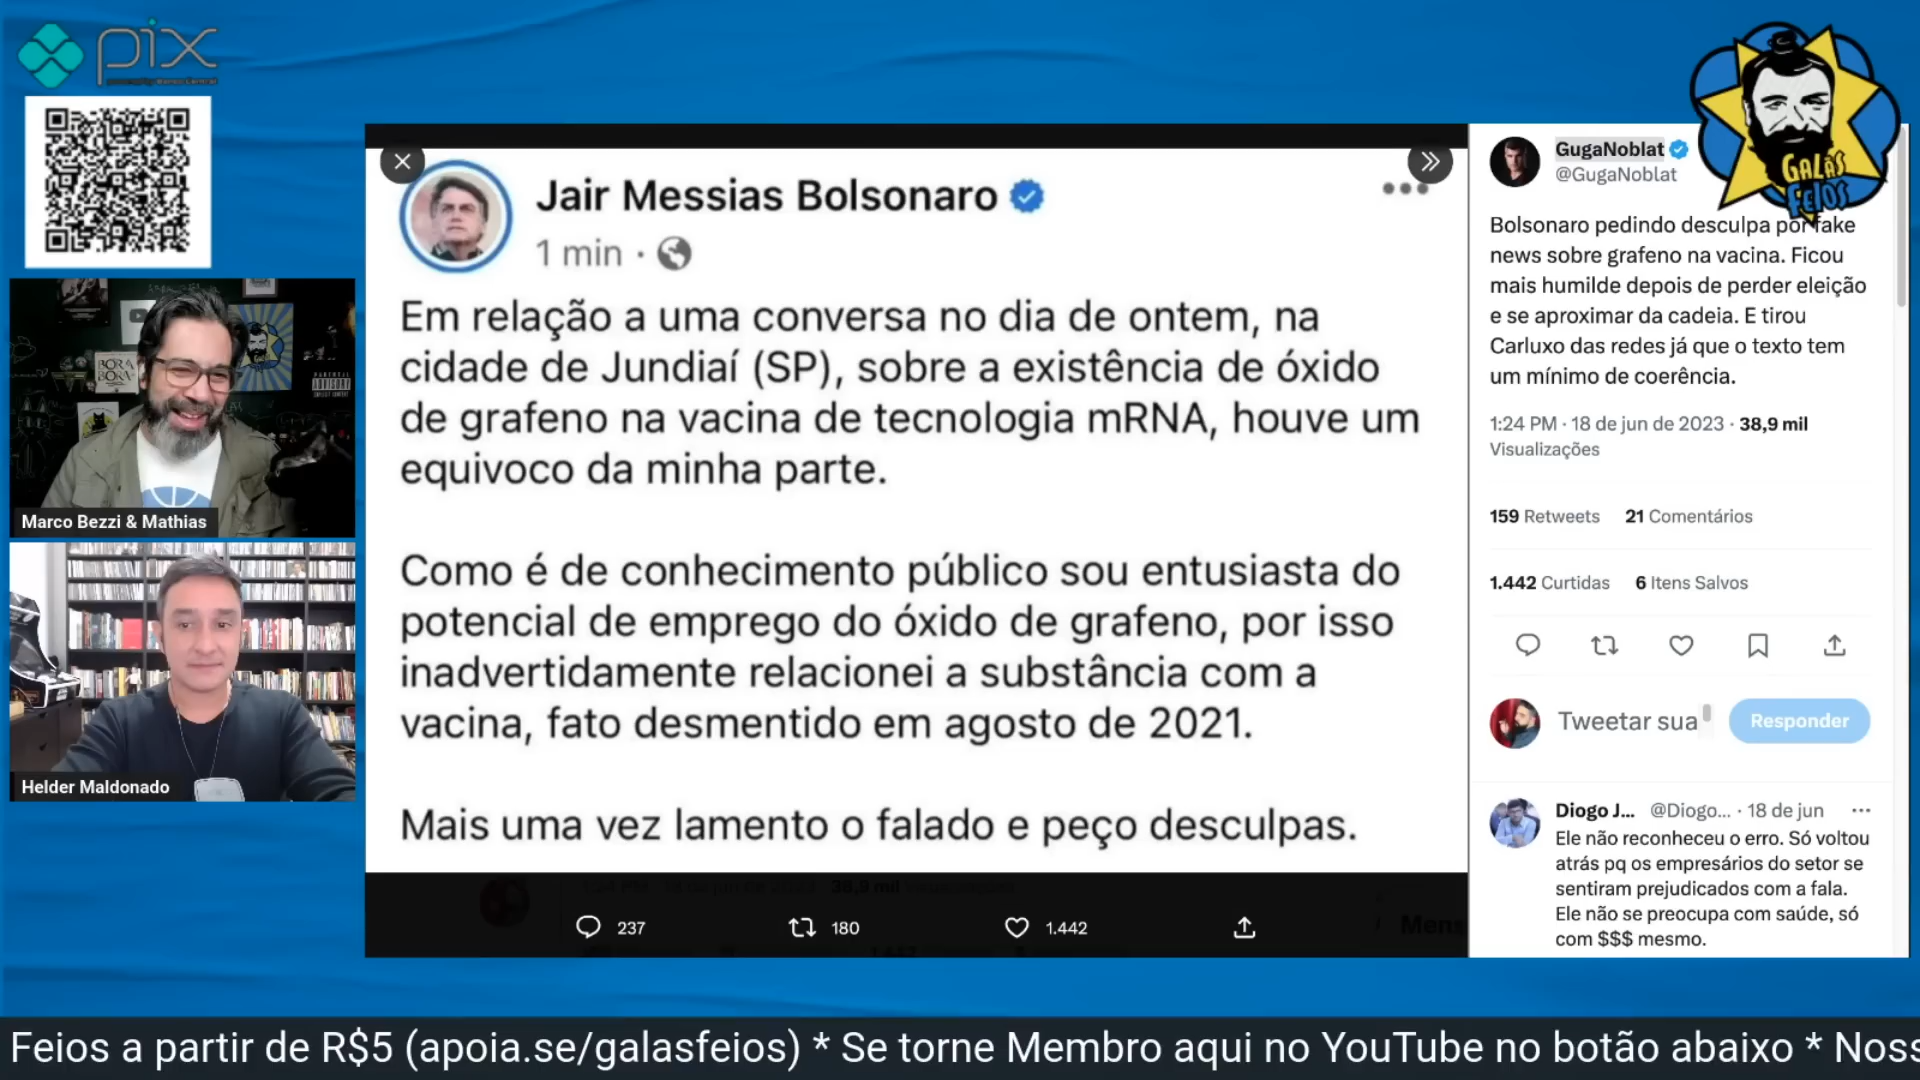 pix
powered by Banco Central
GALÃS
FEIOS
BORA
BORA
PARENTAL
ADVISORY
Marco Bezzi & Mathias
Helder Maldonado
Jair Messias Bolsonaro
1 min ·
Em relação a uma conversa no dia de ontem, na
cidade de Jundiaí (SP), sobre a existência de óxido
de grafeno na vacina de tecnologia mRNA, houve um
equivoco da minha parte.
Como é de conhecimento público sou entusiasta do
potencial de emprego do óxido de grafeno, por isso
inadvertidamente relacionei a substância com a
vacina, fato desmentido em agosto de 2021.
Mais uma vez lamento o falado e peço desculpas.
237 180 1.442
GugaNoblat
@GugaNoblat
Bolsonaro pedindo desculpa por fake
news sobre grafeno na vacina. Ficou
mais humilde depois de perder eleição
e se aproximar da cadeia. E tirou
Carluxo das redes já que o texto tem
um mínimo de coerência.
1:24 PM · 18 de jun de 2023 · 38,9 mil
Visualizações
159 Retweets 21 Comentários
1.442 Curtidas 6 Itens Salvos
Tweetar sua
Responder
Diogo J... @Diogo... · 18 de jun ...
Ele não reconheceu o erro. Só voltou
atrás pq os empresários do setor se
sentiram prejudicados com a fala.
Ele não se preocupa com saúde, só
com $$$ mesmo.
Feios a partir de R$5 (apoia.se/galasfeios) * Se torne Membro aqui no YouTube no botão abaixo * Noss